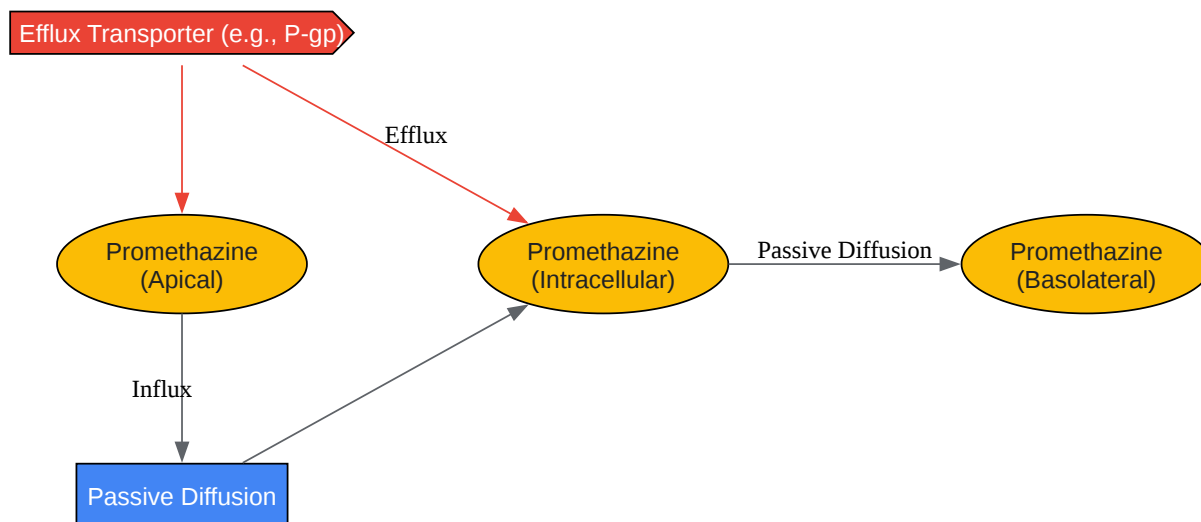 Efflux Transporter (e.g., P-gp)
Efflux
Promethazine
(Apical)
Promethazine
(Intracellular)
Passive Diffusion
Promethazine
(Basolateral)
Influx
Passive Diffusion